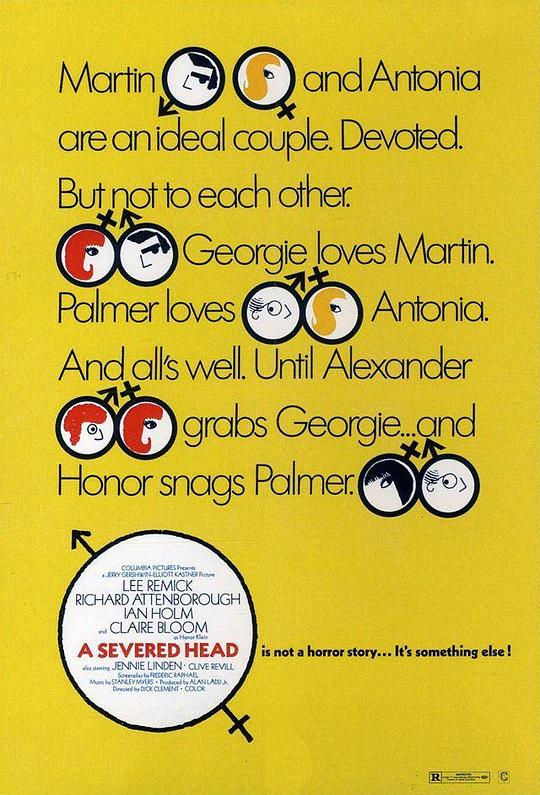 Martin and Antonia
are an ideal couple. Devoted.
But not to each other.
Georgie loves Martin.
Palmer loves Antonia.
And all's well. Until Alexander
grabs Georgie...and
Honor snags Palmer.
COLUMBIA PICTURES Presents
a JERRY GERSHWIN-ELLIOTT KASTNER Picture
LEE REMICK
RICHARD ATTENBOROUGH
IAN HOLM
and CLAIRE BLOOM
as Honor Klein
A SEVERED HEAD
also starring JENNIE LINDEN · CLIVE REVILL
Screenplay by FREDERIC RAPHAEL
Music by STANLEY MYERS · Produced by ALAN LADD Jr.
Directed by DICK CLEMENT · COLOR
is not a horror story... It's something else!
R RESTRICTED